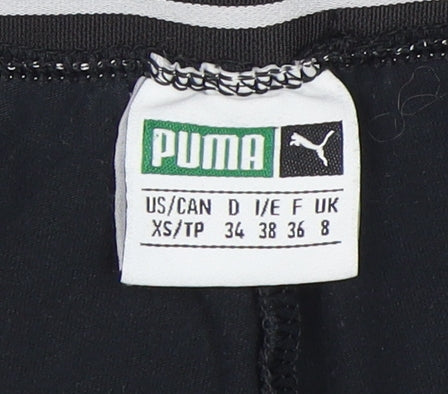 PUMA
US/CAN D I/E F UK
XS/TP 34 38 36 8